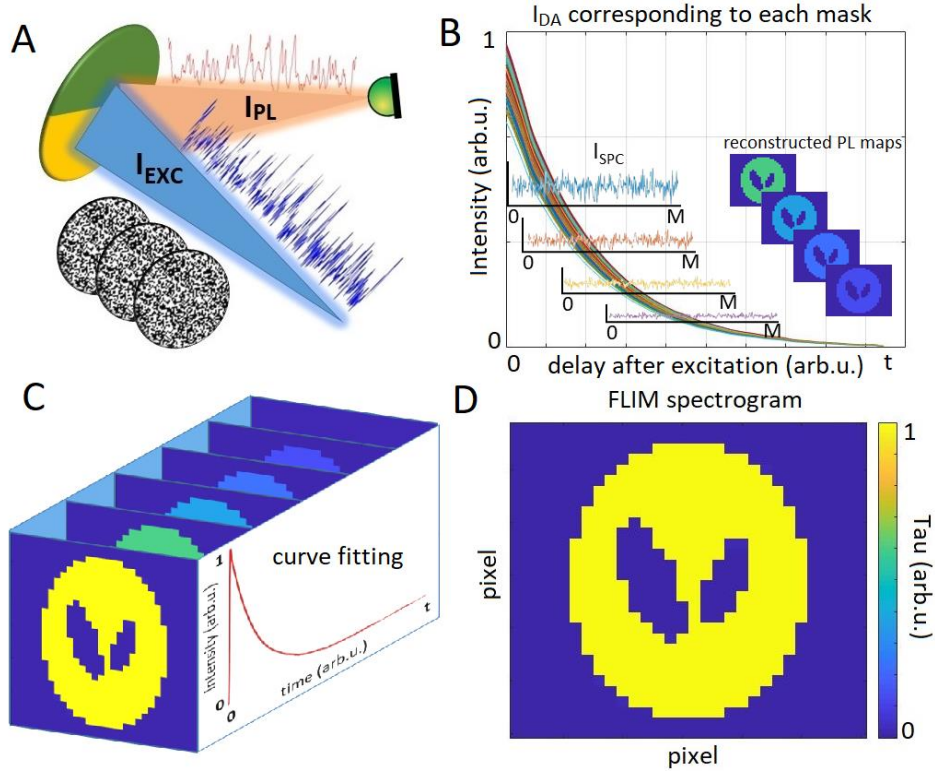 A
I_PL
I_EXC
B
I_DA corresponding to each mask
1
Intensity (arb.u.)
0
I_SPC
0 M
0 M
0 M
0 M
reconstructed PL maps
0 delay after excitation (arb.u.) t
C
curve fitting
1
intensity (arb.u.)
0
0
time (arb.u.)
t
D
FLIM spectrogram
pixel
pixel
1
Tau (arb.u.)
0